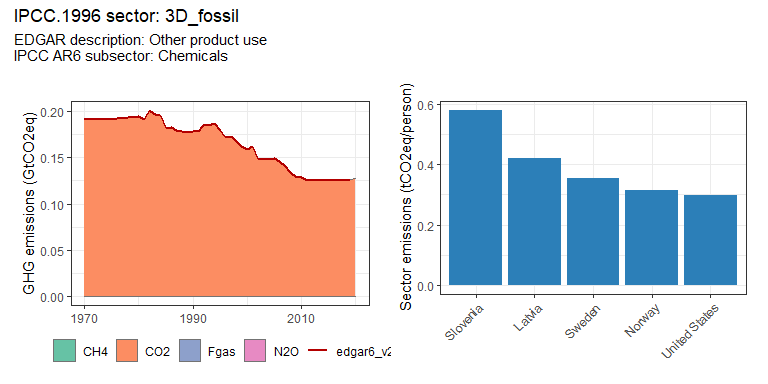 IPCC.1996 sector: 3D_fossil
EDGAR description: Other product use
IPCC AR6 subsector: Chemicals
GHG emissions (GtCO2eq)
0.20
0.15
0.10
0.05
0.00
1970
1990
2010
CH4
CO2
Fgas
N2O
edgar6_v2
Sector emissions (tCO2eq/person)
0.6
0.4
0.2
0.0
Slovenia
Latvia
Sweden
Norway
United States